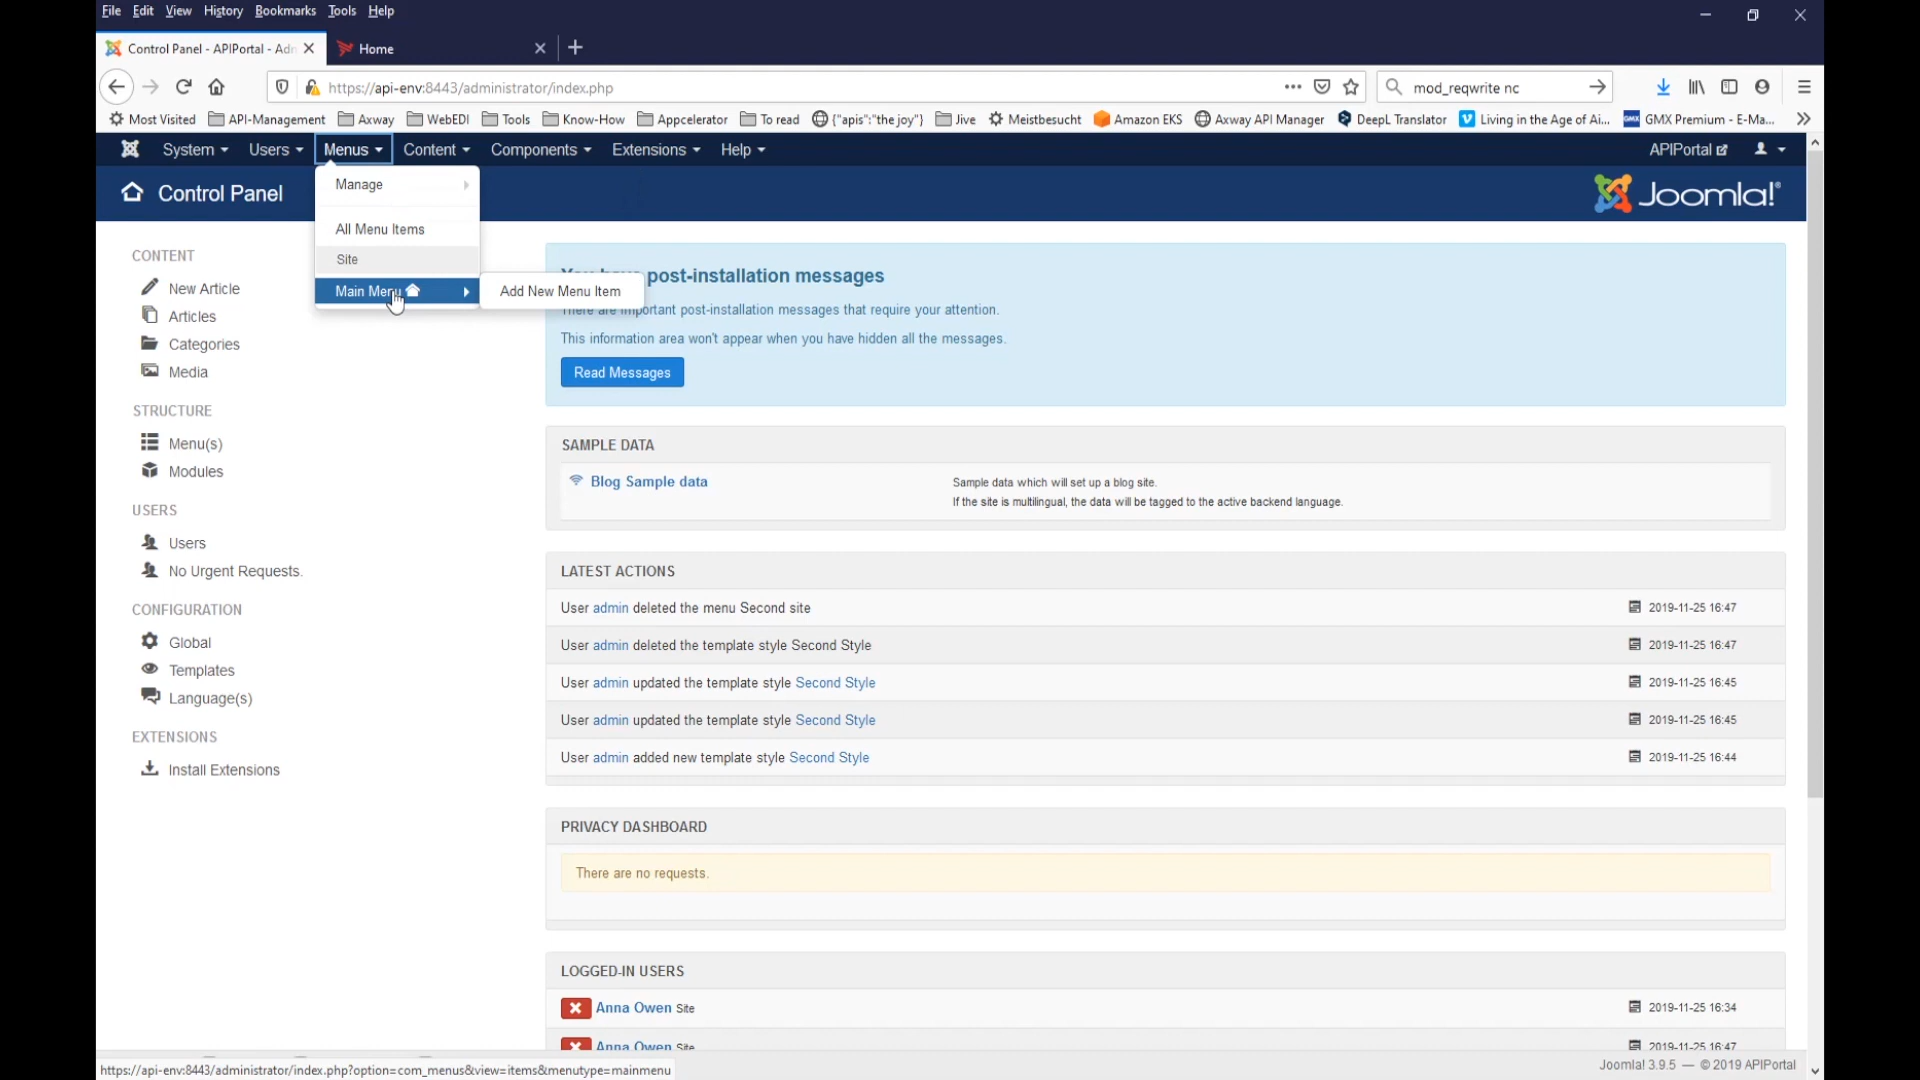 File Edit View History Bookmarks Tools Help
Control Panel - APIPortal - Adn
Home
https://api-env:8443/administrator/index.php
mod_reqwrite nc
Most Visited API-Management Axway WebEDI Tools Know-How Appcelerator To read {"apis":"the joy"} Jive Meistbesucht Amazon EKS Axway API Manager DeepL Translator Living in the Age of Ai... GMX Premium - E-Ma...
System Users Menus Content Components Extensions Help APIPortal
Control Panel
Joomla!®
Manage
All Menu Items
Site
Main Menu
Add New Menu Item
CONTENT
New Article
Articles
Categories
Media
STRUCTURE
Menu(s)
Modules
USERS
Users
No Urgent Requests.
CONFIGURATION
Global
Templates
Language(s)
EXTENSIONS
Install Extensions
post-installation messages
There are important post-installation messages that require your attention.
This information area won't appear when you have hidden all the messages.
Read Messages
SAMPLE DATA
Blog Sample data
Sample data which will set up a blog site.
If the site is multilingual, the data will be tagged to the active backend language.
LATEST ACTIONS
User admin deleted the menu Second site 2019-11-25 16:47
User admin deleted the template style Second Style 2019-11-25 16:47
User admin updated the template style Second Style 2019-11-25 16:45
User admin updated the template style Second Style 2019-11-25 16:45
User admin added new template style Second Style 2019-11-25 16:44
PRIVACY DASHBOARD
There are no requests.
LOGGED-IN USERS
Anna Owen Site 2019-11-25 16:34
Anna Owen Site 2019-11-25 16:47
https://api-env:8443/administrator/index.php?option=com_menus&view=items&menutype=mainmenu
Joomla! 3.9.5 — © 2019 APIPortal